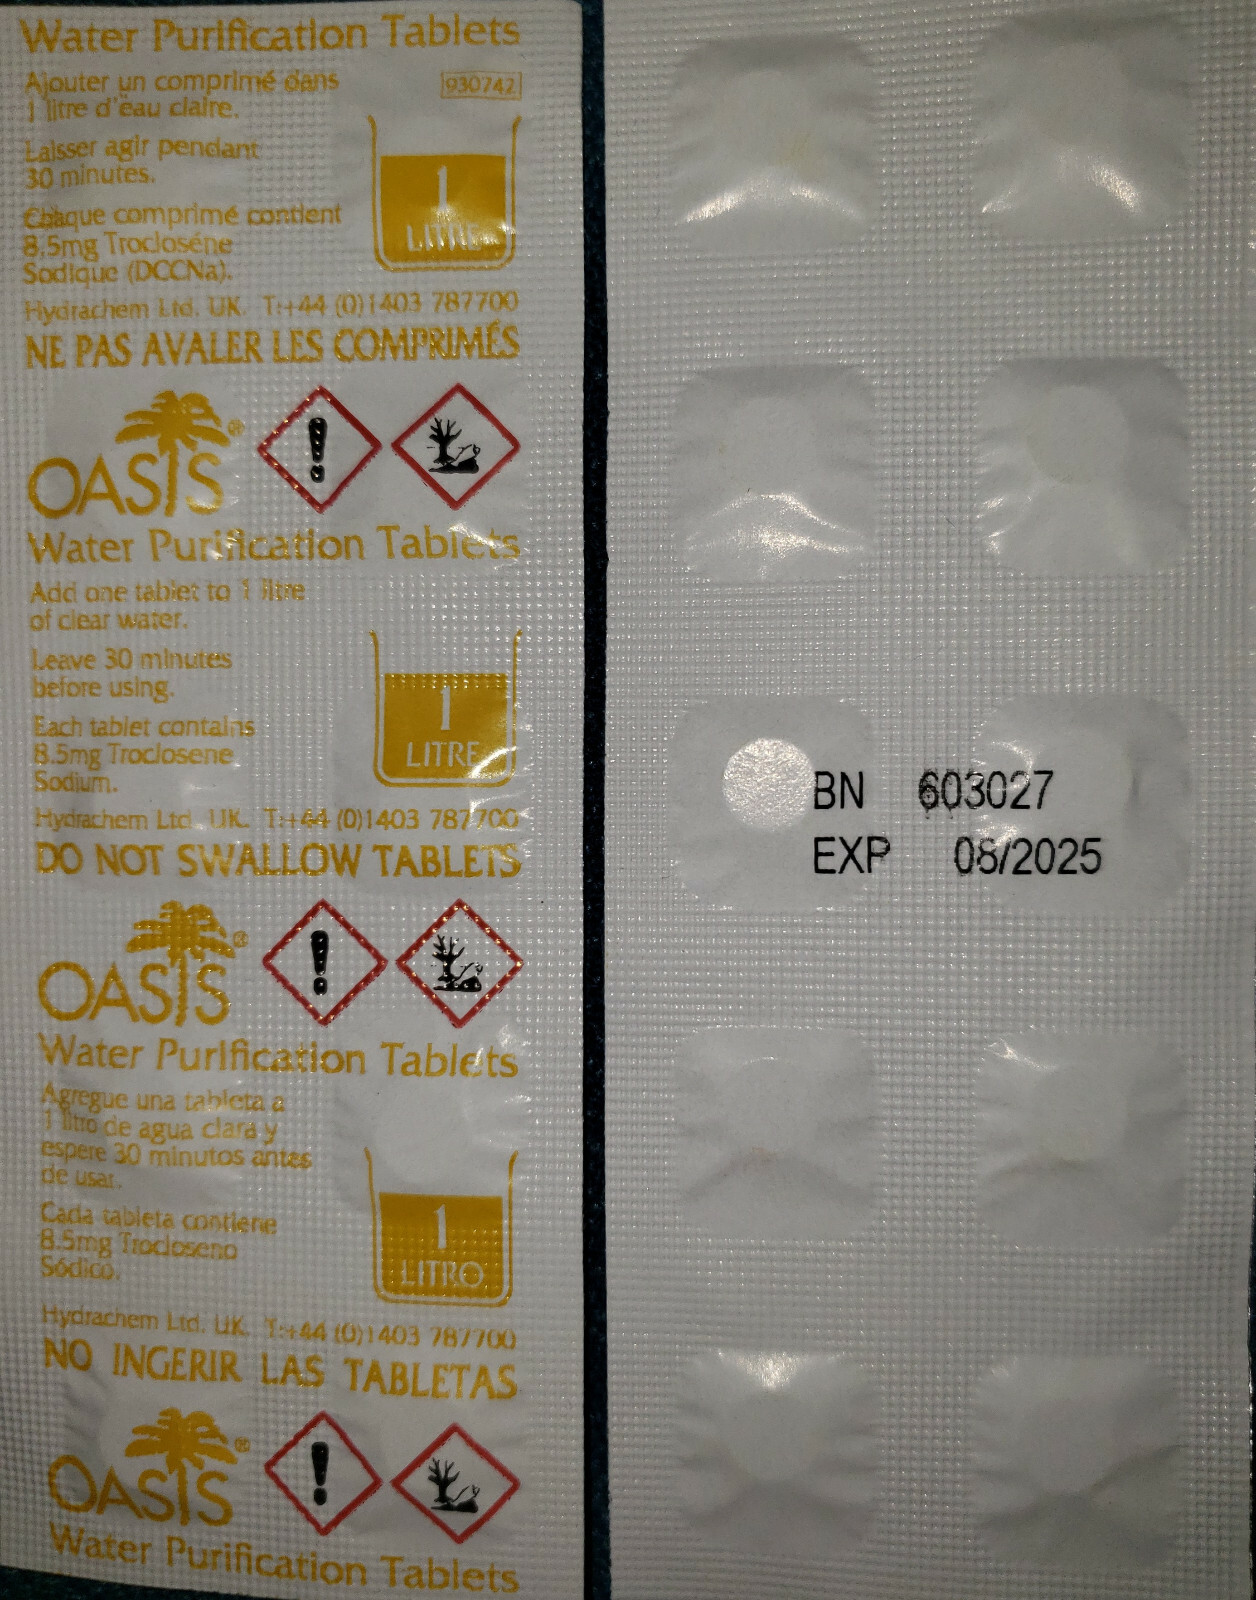 Water Purification Tablets
Ajouter un comprimé dans
1 litre d'eau claire.
930742
Laisser agir pendant
30 minutes.
1
LITRE
Chaque comprimé contient
8.5mg Troclosène
Sodique (DCCNa).
Hydrachem Ltd. UK. T:+44 (0)1403 787700
NE PAS AVALER LES COMPRIMÉS
OASIS®
Water Purification Tablets
Add one tablet to 1 litre
of clear water.
Leave 30 minutes
before using.
1
LITRE
Each tablet contains
8.5mg Troclosene
Sodium.
Hydrachem Ltd. UK. T:+44 (0)1403 787700
DO NOT SWALLOW TABLETS
OASIS®
Water Purification Tablets
Agregue una tableta a
1 litro de agua clara y
espere 30 minutos antes
de usar.
1
LITRO
Cada tableta contiene
8.5mg Trocloseno
Sódico.
Hydrachem Ltd. UK. T:+44 (0)1403 787700
NO INGERIR LAS TABLETAS
OASIS®
Water Purification Tablets
BN 603027
EXP 08/2025